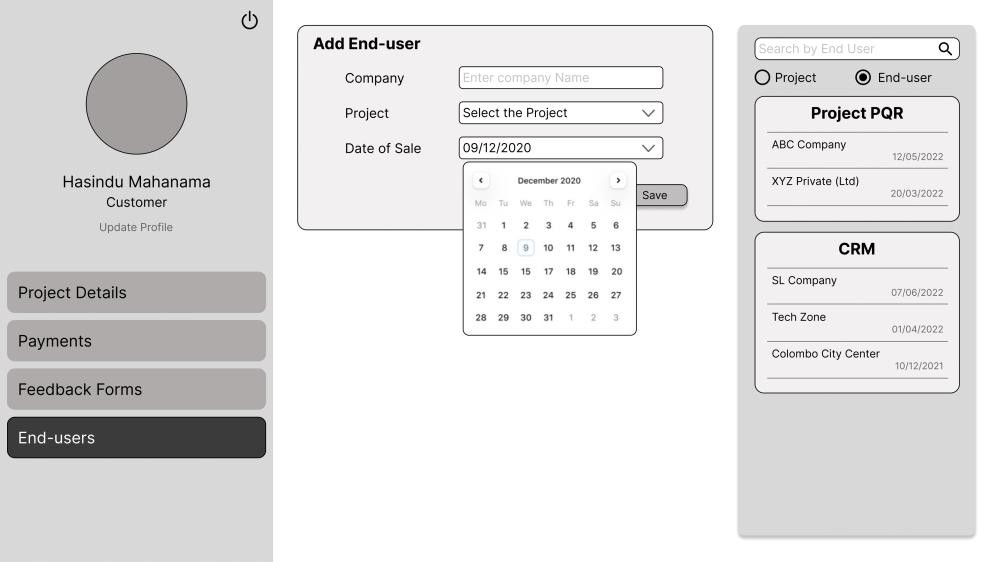 Hasindu Mahanama
Customer
Update Profile
Project Details
Payments
Feedback Forms
End-users
Add End-user
Company Enter company Name
Project Select the Project
Date of Sale 09/12/2020
Save
December 2020
Mo Tu We Th Fr Sa Su
31 1 2 3 4 5 6
7 8 9 10 11 12 13
14 15 15 17 18 19 20
21 22 23 24 25 26 27
28 29 30 31 1 2 3
Search by End User
Project End-user
Project PQR
ABC Company
12/05/2022
XYZ Private (Ltd)
20/03/2022
CRM
SL Company
07/06/2022
Tech Zone
01/04/2022
Colombo City Center
10/12/2021